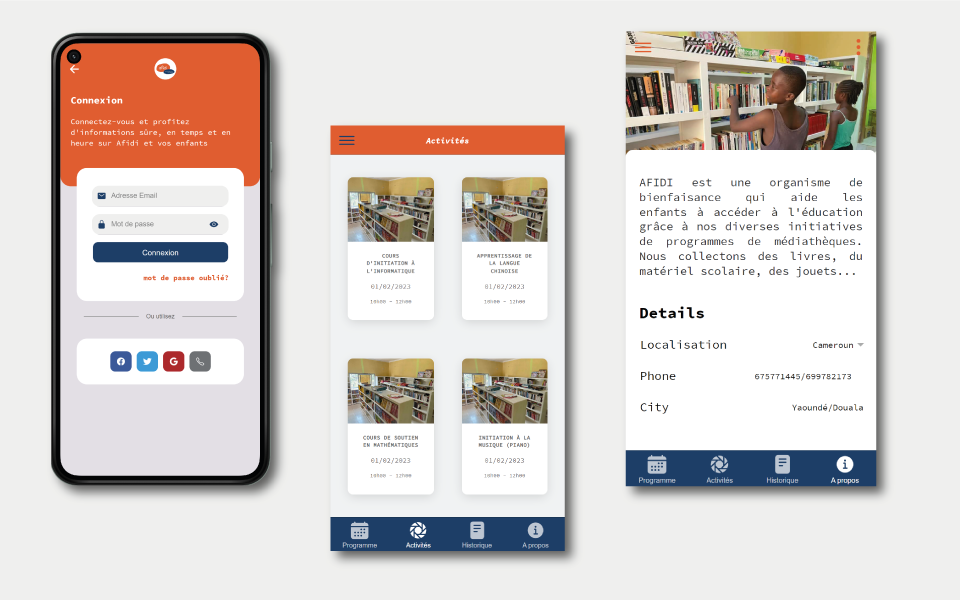 Connexion
Connectez-vous et profitez
d'informations sûre, en temps et en
heure sur Afidi et vos enfants
Adresse Email
Mot de passe
Connexion
mot de passe oublié?
Ou utilisez
Activités
COURS
D'INITIATION À
L'INFORMATIQUE
01/02/2023
10h00 - 12h00
APPRENTISSAGE DE
LA LANGUE
CHINOISE
01/02/2023
10h00 - 12h00
COURS DE SOUTIEN
EN MATHÉMATIQUES
01/02/2023
10h00 - 12h00
INITIATION À LA
MUSIQUE (PIANO)
01/02/2023
10h00 - 12h00
Programme
Activités
Historique
A propos
AFIDI est une organisme de
bienfaisance qui aide les
enfants à accéder à l'éducation
grâce à nos diverses initiatives
de programmes de médiathèques.
Nous collectons des livres, du
matériel scolaire, des jouets...
Details
Localisation
Cameroun
Phone
675771445/699782173
City
Yaoundé/Douala
Programme
Activités
Historique
A propos